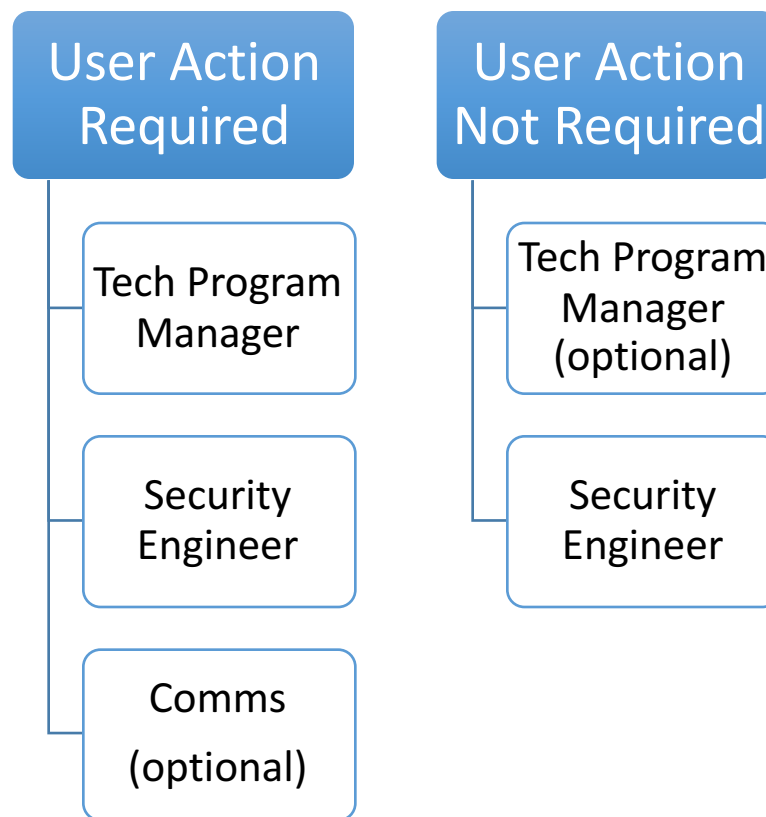 User Action
Required
Tech Program
Manager
Security
Engineer
Comms
(optional)
User Action
Not Required
Tech Program
Manager
(optional)
Security
Engineer